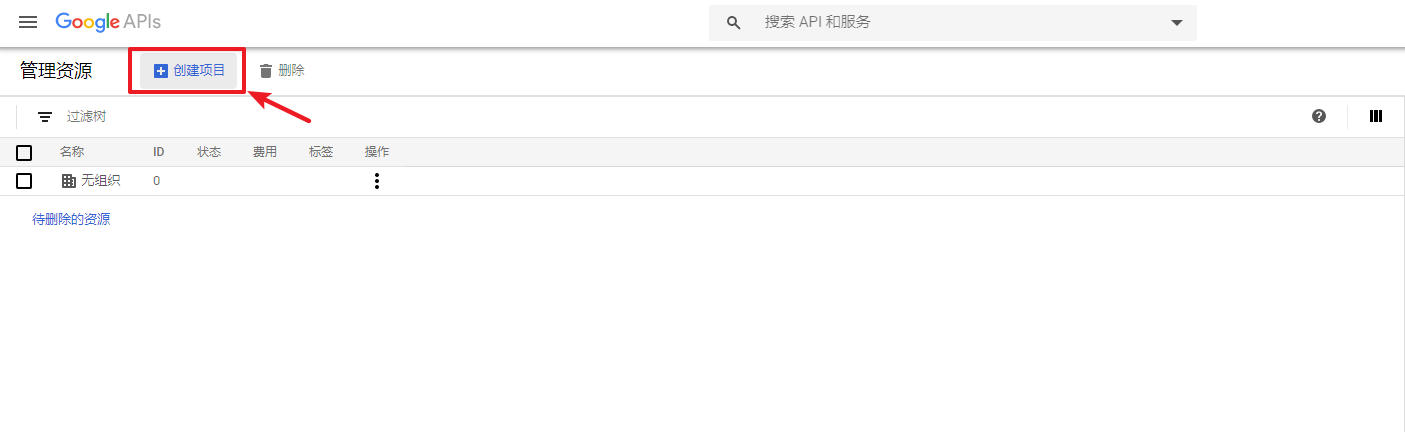 Google APIs
搜索 API 和服务
管理资源 创建项目 删除
过滤树
名称 ID 状态 费用 标签 操作
无组织 0
待删除的资源